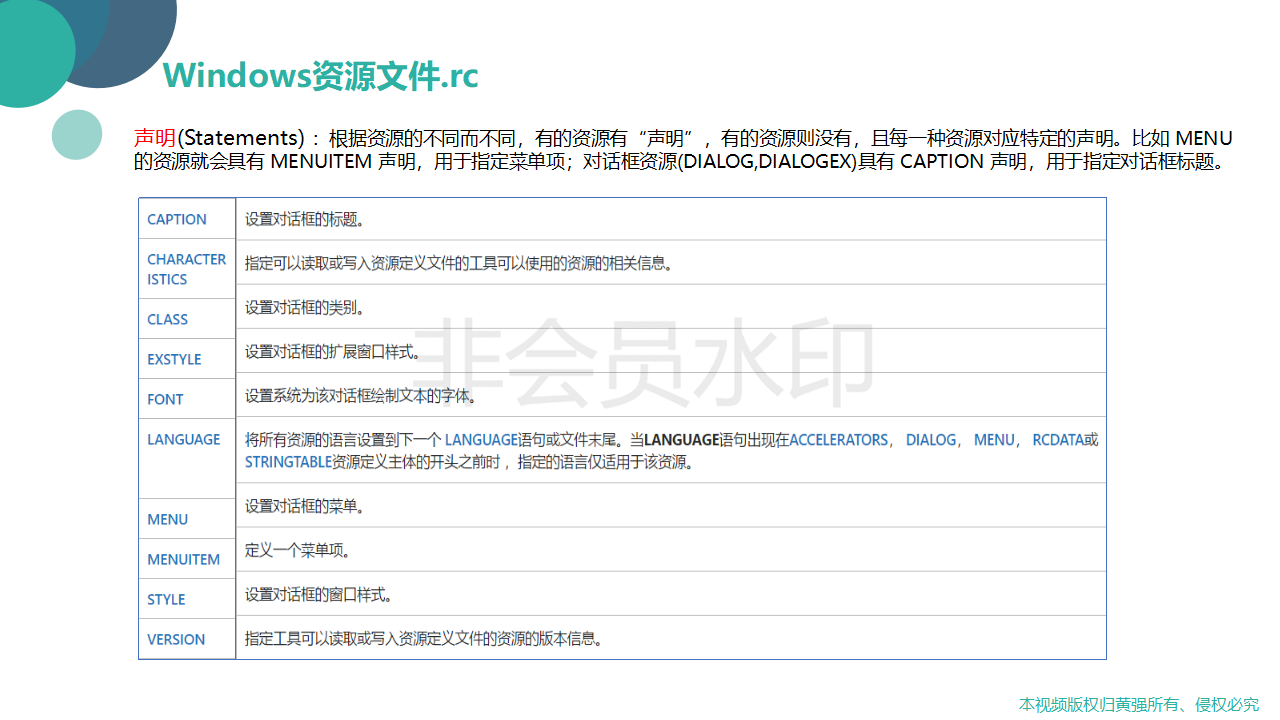 Windows资源文件.rc
声明(Statements) ：根据资源的不同而不同，有的资源有“声明”，有的资源则没有，且每一种资源对应特定的声明。比如 MENU
的资源就会具有 MENUITEM 声明，用于指定菜单项；对话框资源(DIALOG,DIALOGEX)具有 CAPTION 声明，用于指定对话框标题。
CAPTION 设置对话框的标题。
CHARACTER 指定可以读取或写入资源定义文件的工具可以使用的资源的相关信息。
ISTICS
CLASS 设置对话框的类别。
EXSTYLE 设置对话框的扩展窗口样式。
FONT 设置系统为该对话框绘制文本的字体。
LANGUAGE 将所有资源的语言设置到下一个 LANGUAGE语句或文件末尾。当LANGUAGE语句出现在ACCELERATORS， DIALOG， MENU， RCDATA或
STRINGTABLE资源定义主体的开头之前时 ，指定的语言仅适用于该资源。
MENU 设置对话框的菜单。
MENUITEM 定义一个菜单项。
STYLE 设置对话框的窗口样式。
VERSION 指定工具可以读取或写入资源定义文件的资源的版本信息。
非会员水印
本视频版权归黄强所有、侵权必究